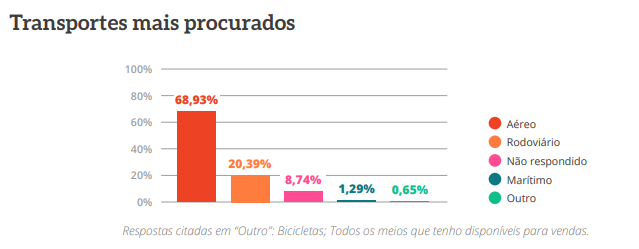 Transportes mais procurados
100%
80%
60%
40%
20%
0%
68,93%
20,39%
8,74%
1,29%
0,65%
Aéreo
Rodoviário
Não respondido
Marítimo
Outro
Respostas citadas em “Outro”: Bicicletas; Todos os meios que tenho disponíveis para vendas.